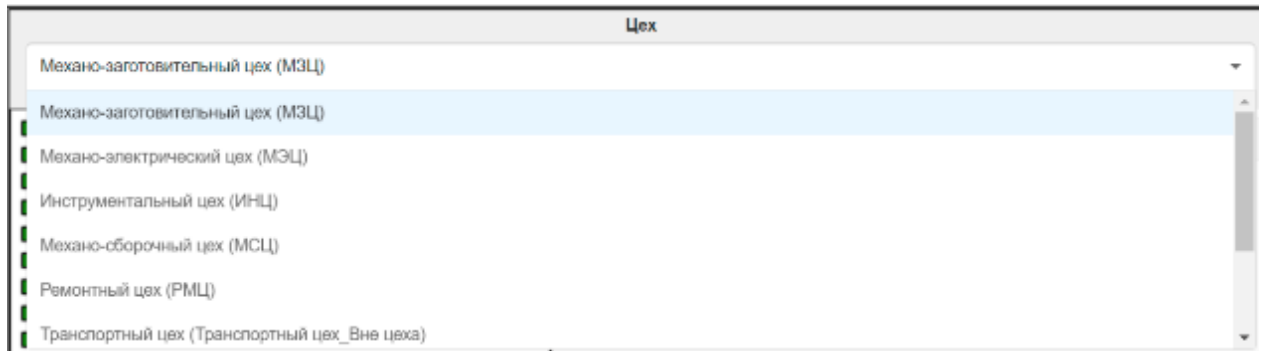 Цех
Механо-заготовительный цех (МЗЦ)
Механо-заготовительный цех (МЗЦ)
Механо-электрический цех (МЭЦ)
Инструментальный цех (ИНЦ)
Механо-сборочный цех (МСЦ)
Ремонтный цех (РМЦ)
Транспортный цех (Транспортный цех_Вне цеха)